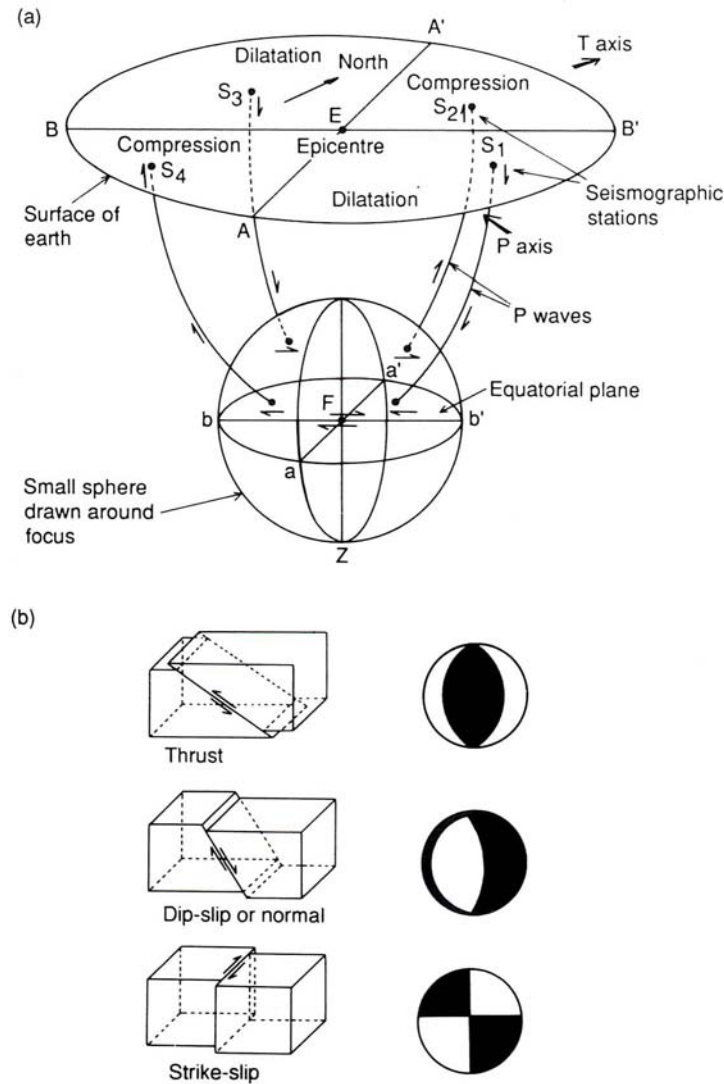 (a)
A'
T axis
Dilatation
North
Compression
S3
S2
B
E
B'
Compression
Epicentre
S1
S4
Seismographic
stations
Surface of
earth
Dilatation
A
P axis
P waves
a'
Equatorial plane
b
F
b'
a
Small sphere
drawn around
focus
Z
(b)
Thrust
Dip-slip or normal
Strike-slip